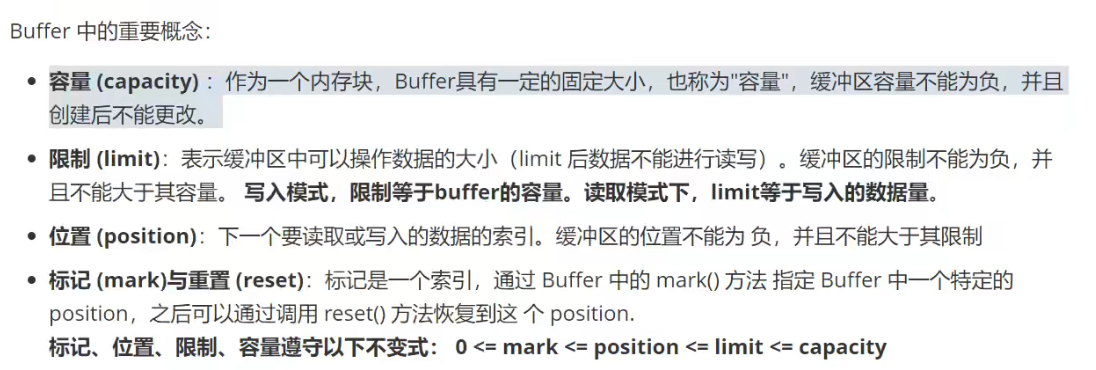 Buffer 中的重要概念：
• 容量 (capacity) ：作为一个内存块，Buffer具有一定的固定大小，也称为"容量"，缓冲区容量不能为负，并且
创建后不能更改。
• 限制 (limit)：表示缓冲区中可以操作数据的大小（limit 后数据不能进行读写）。缓冲区的限制不能为负，并
且不能大于其容量。 写入模式，限制等于buffer的容量。读取模式下，limit等于写入的数据量。
• 位置 (position)：下一个要读取或写入的数据的索引。缓冲区的位置不能为 负，并且不能大于其限制
• 标记 (mark)与重置 (reset)：标记是一个索引，通过 Buffer 中的 mark() 方法 指定 Buffer 中一个特定的
position，之后可以通过调用 reset() 方法恢复到这 个 position.
标记、位置、限制、容量遵守以下不变式： 0 <= mark <= position <= limit <= capacity